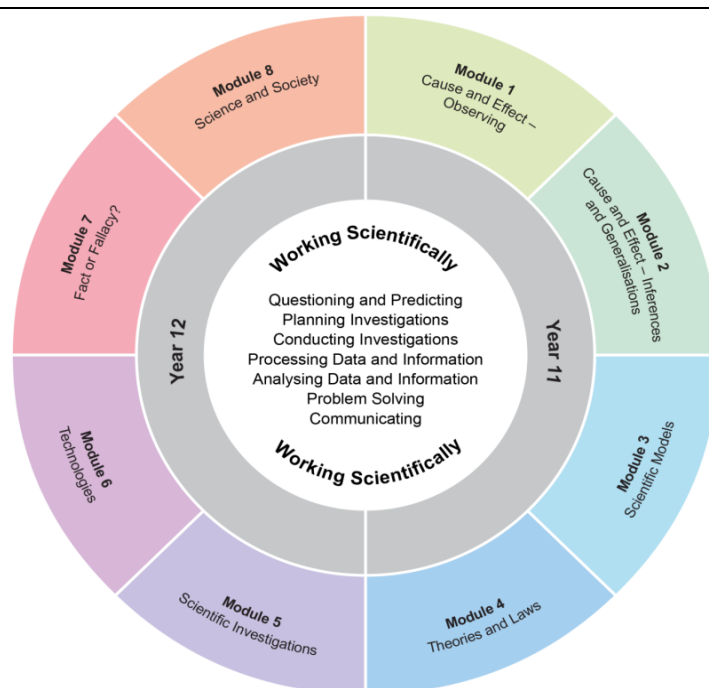 Module 8
Science and Society
Module 1
Cause and Effect –
Observing
Module 7
Fact or Fallacy?
Module 2
Cause and Effect – Inferences
and Generalisations
Working Scientifically
Questioning and Predicting
Planning Investigations
Conducting Investigations
Processing Data and Information
Analysing Data and Information
Problem Solving
Communicating
Working Scientifically
Year 12
Year 11
Module 6
Technologies
Module 3
Scientific Models
Module 5
Scientific Investigations
Module 4
Theories and Laws